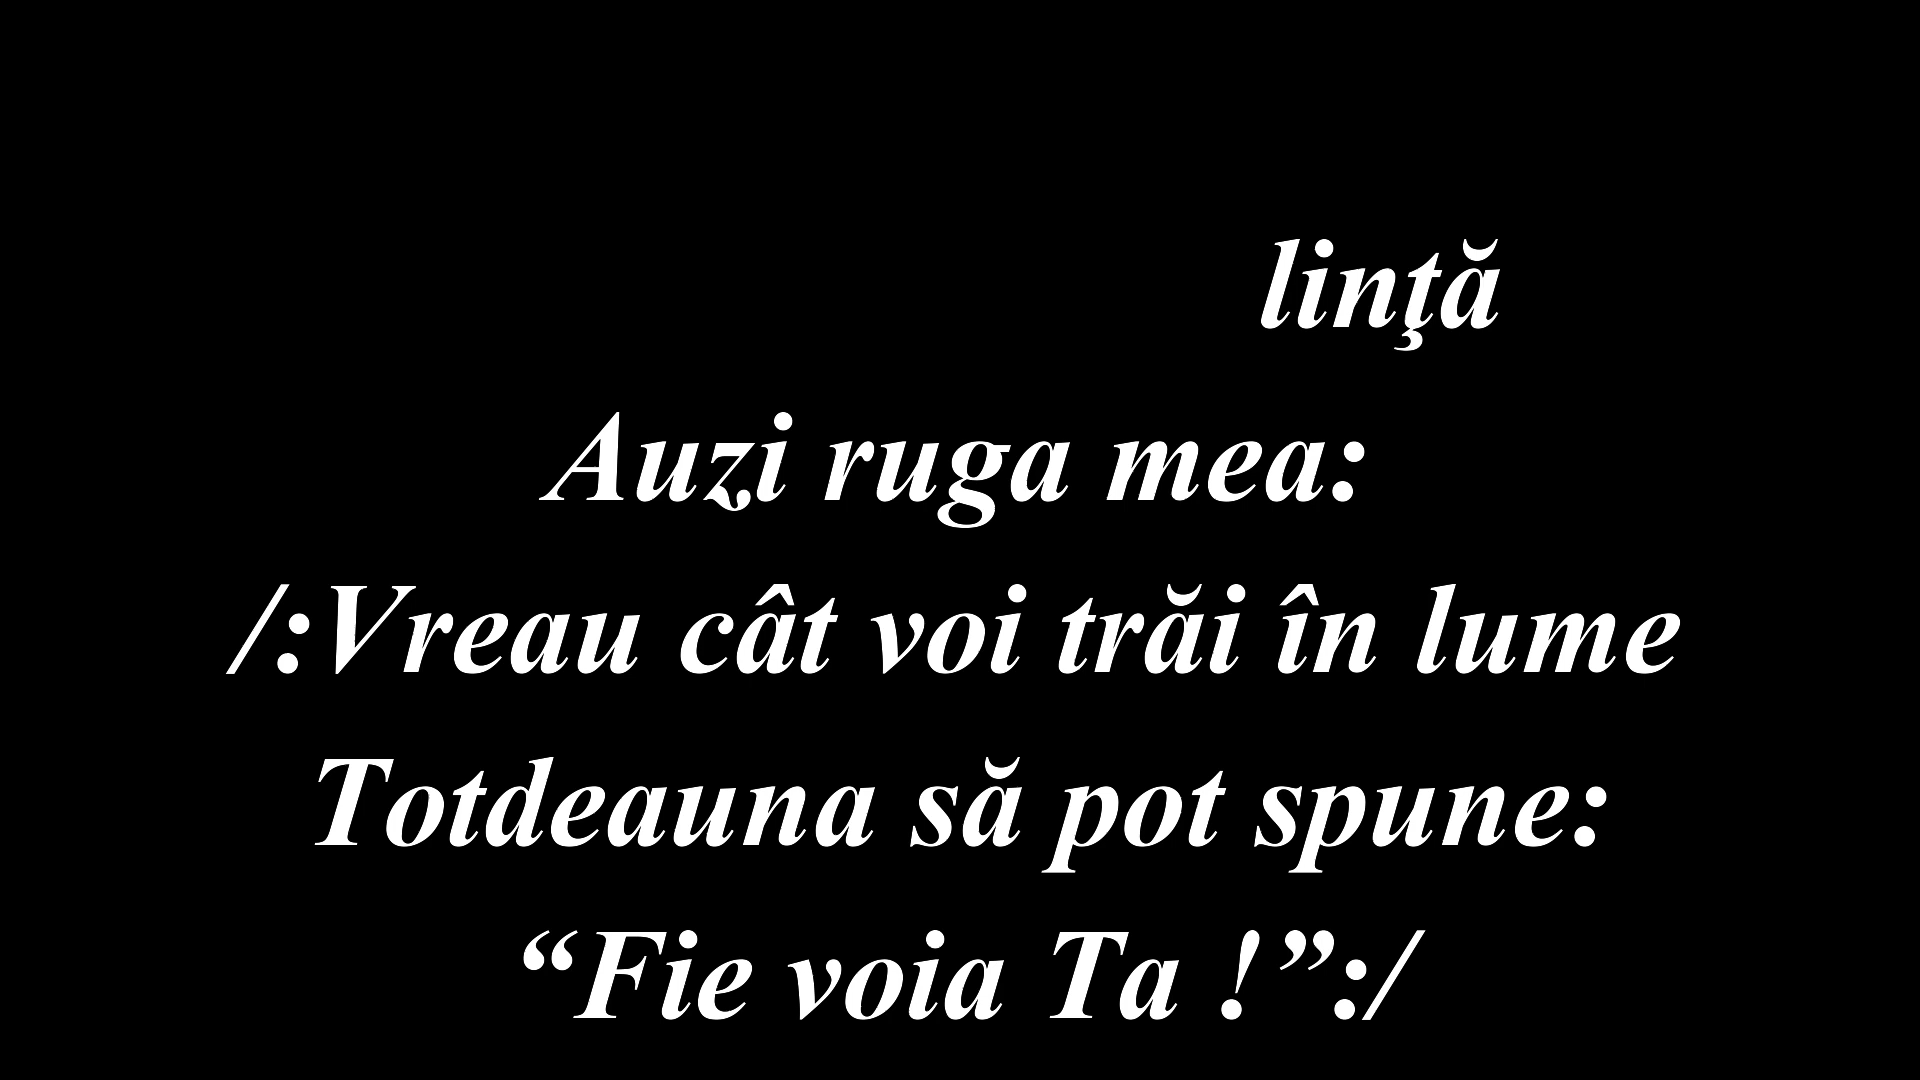 linţă
Auzi ruga mea:
/:Vreau cât voi trăi în lume
Totdeauna să pot spune:
“Fie voia Ta !”:/